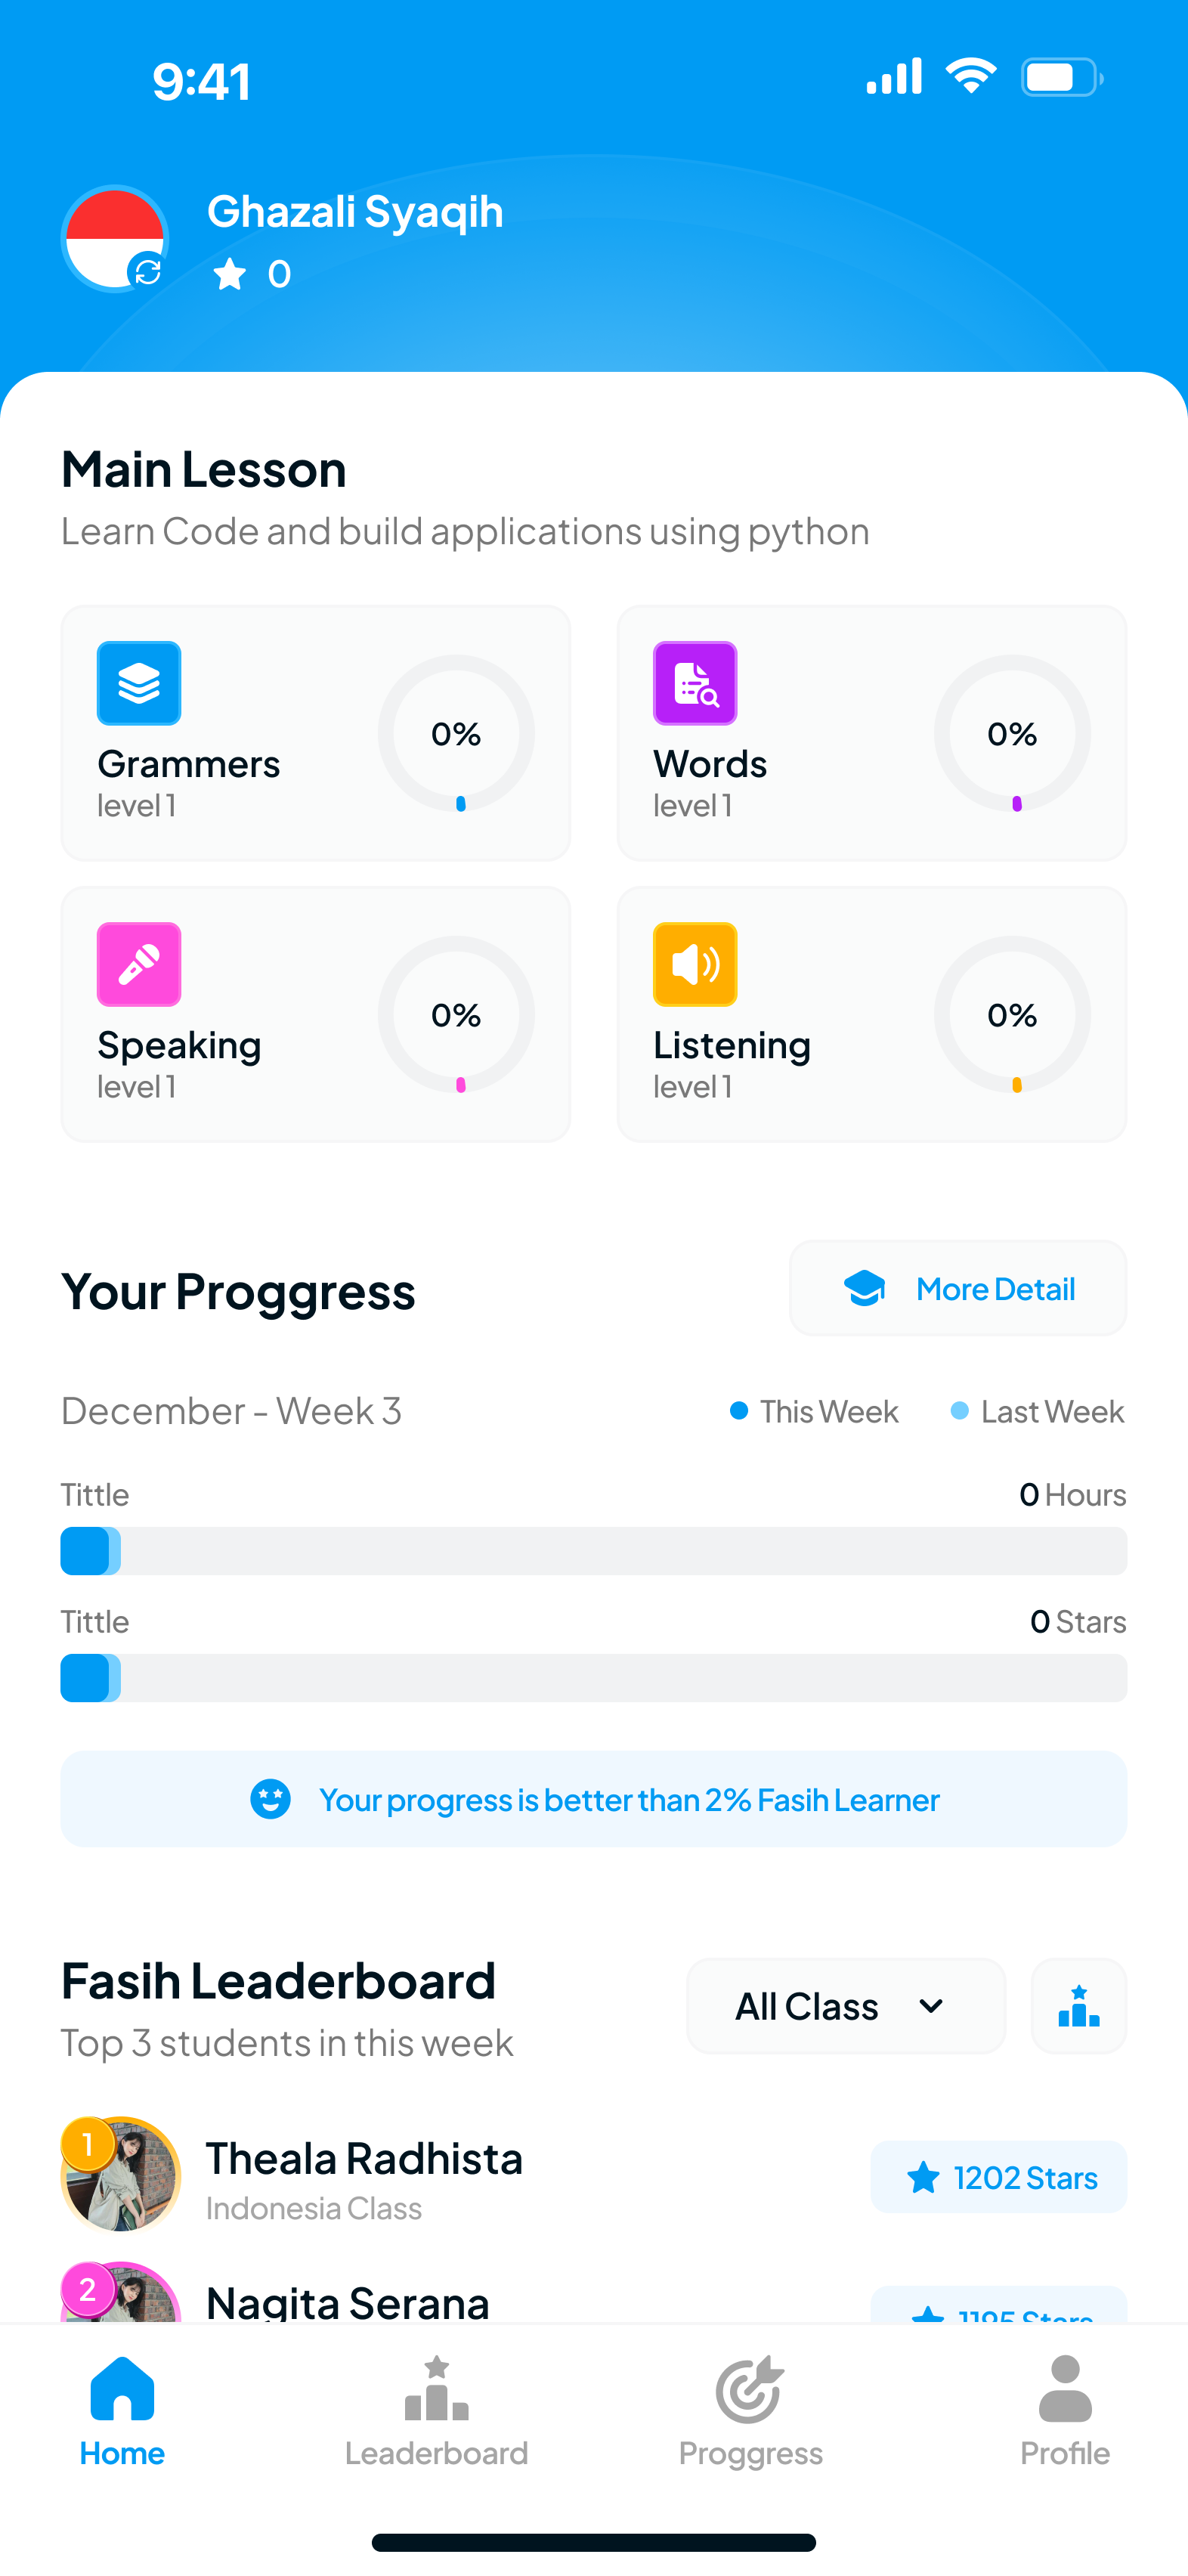 9:41
Ghazali Syaqih
0
Main Lesson
Learn Code and build applications using python
Grammers
level 1
0%
Words
level 1
0%
Speaking
level 1
0%
Listening
level 1
0%
Your Proggress
More Detail
December - Week 3
This Week
Last Week
Tittle
0 Hours
Tittle
0 Stars
Your progress is better than 2% Fasih Learner
Fasih Leaderboard
Top 3 students in this week
All Class
1
Theala Radhista
Indonesia Class
1202 Stars
2
Nagita Serana
1195 Stars
Home
Leaderboard
Proggress
Profile